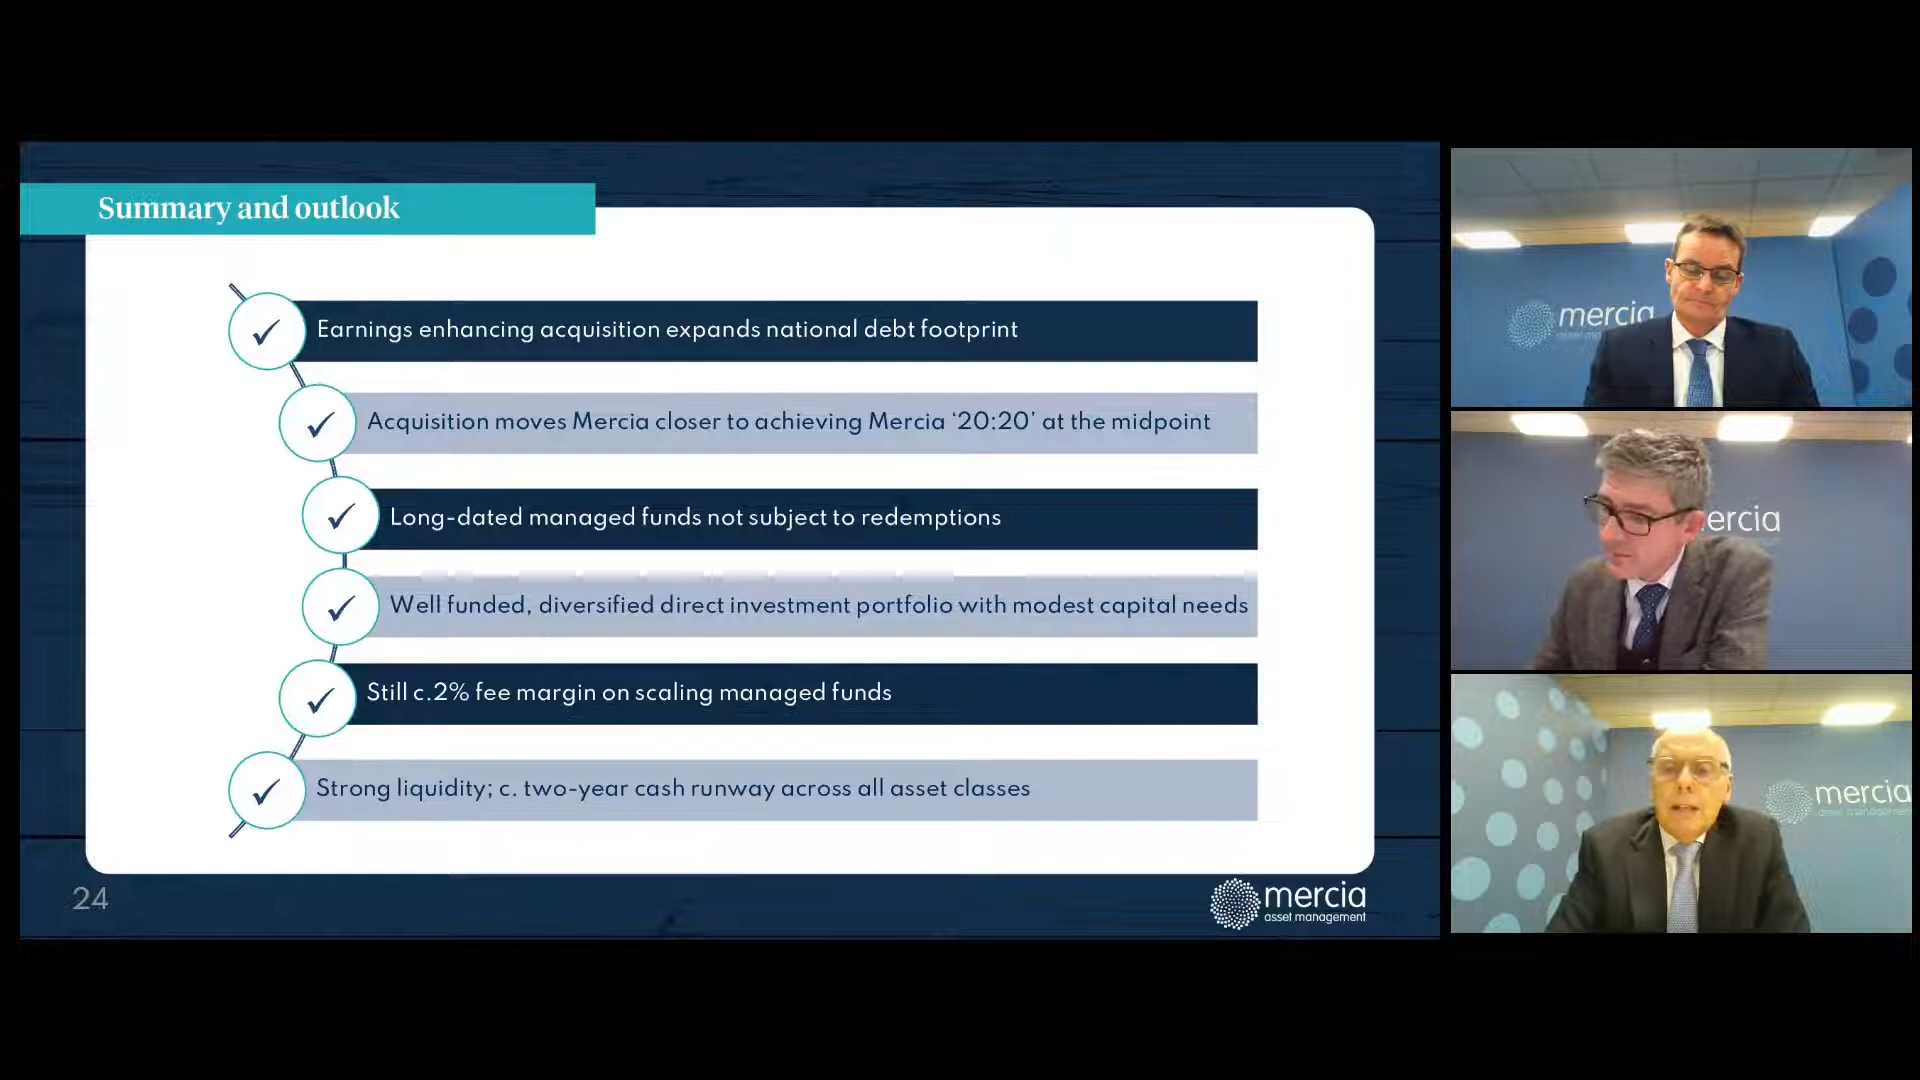 Summary and outlook
Earnings enhancing acquisition expands national debt footprint
Acquisition moves Mercia closer to achieving Mercia ‘20:20’ at the midpoint
Long-dated managed funds not subject to redemptions
Well funded, diversified direct investment portfolio with modest capital needs
Still c.2% fee margin on scaling managed funds
Strong liquidity; c. two-year cash runway across all asset classes
24
mercia
asset management
mercia
ercia
mercia
asset management